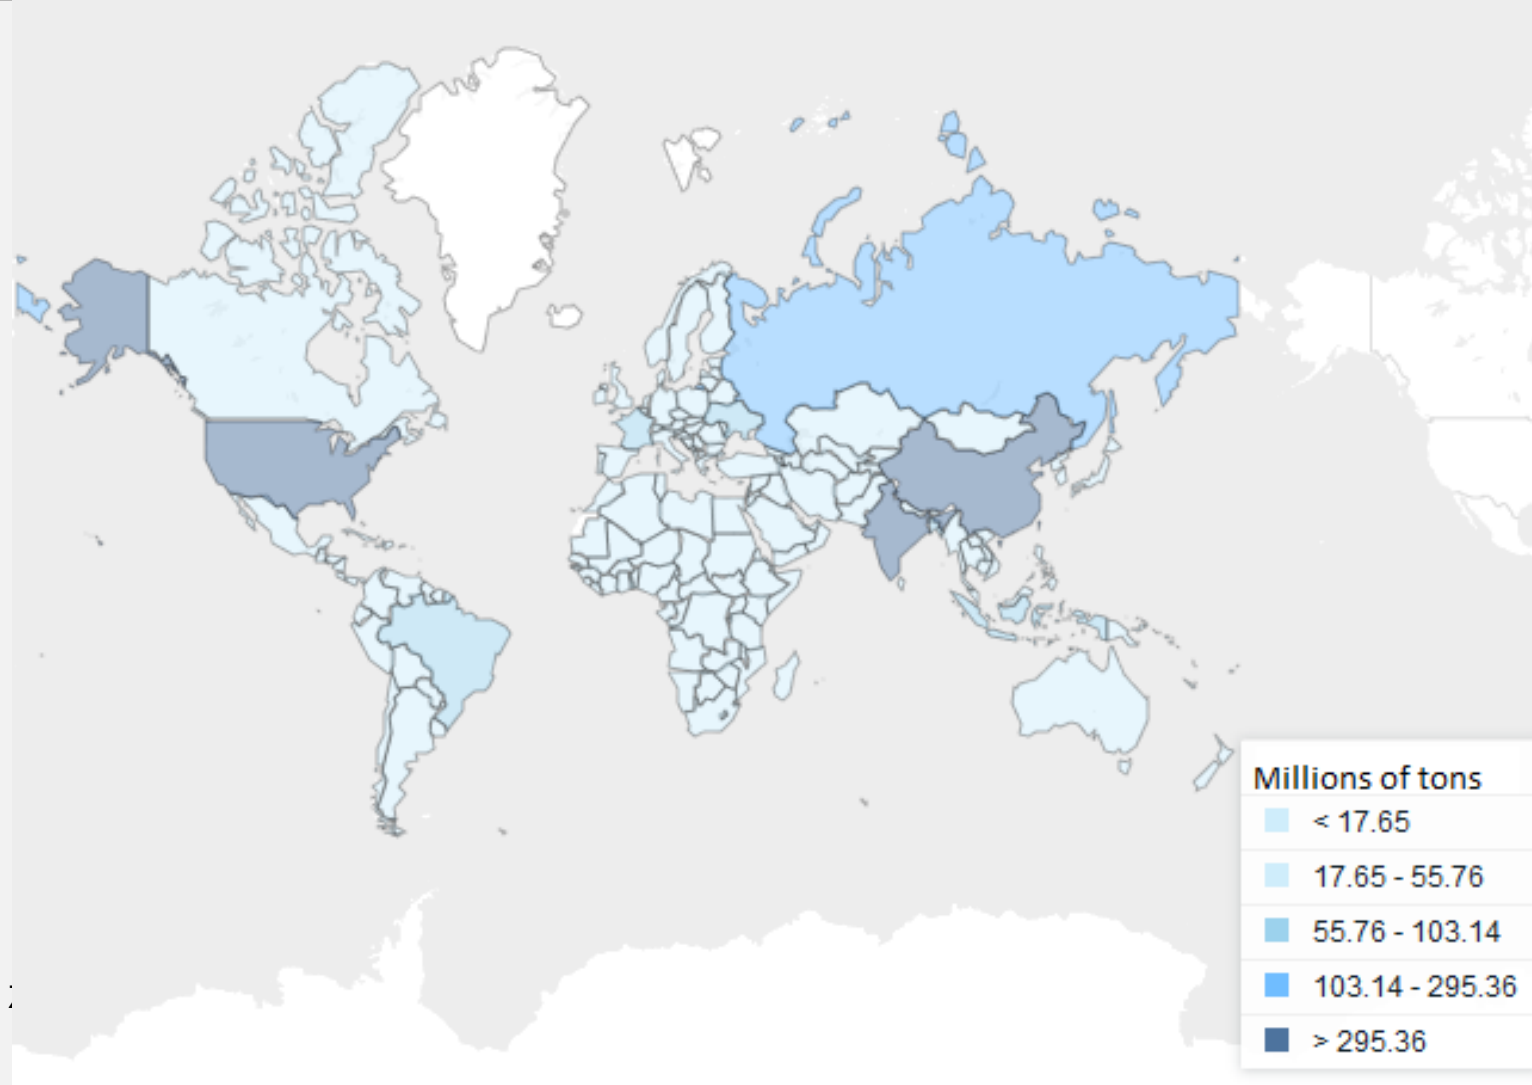 Millions of tons
< 17.65
17.65 - 55.76
55.76 - 103.14
103.14 - 295.36
> 295.36